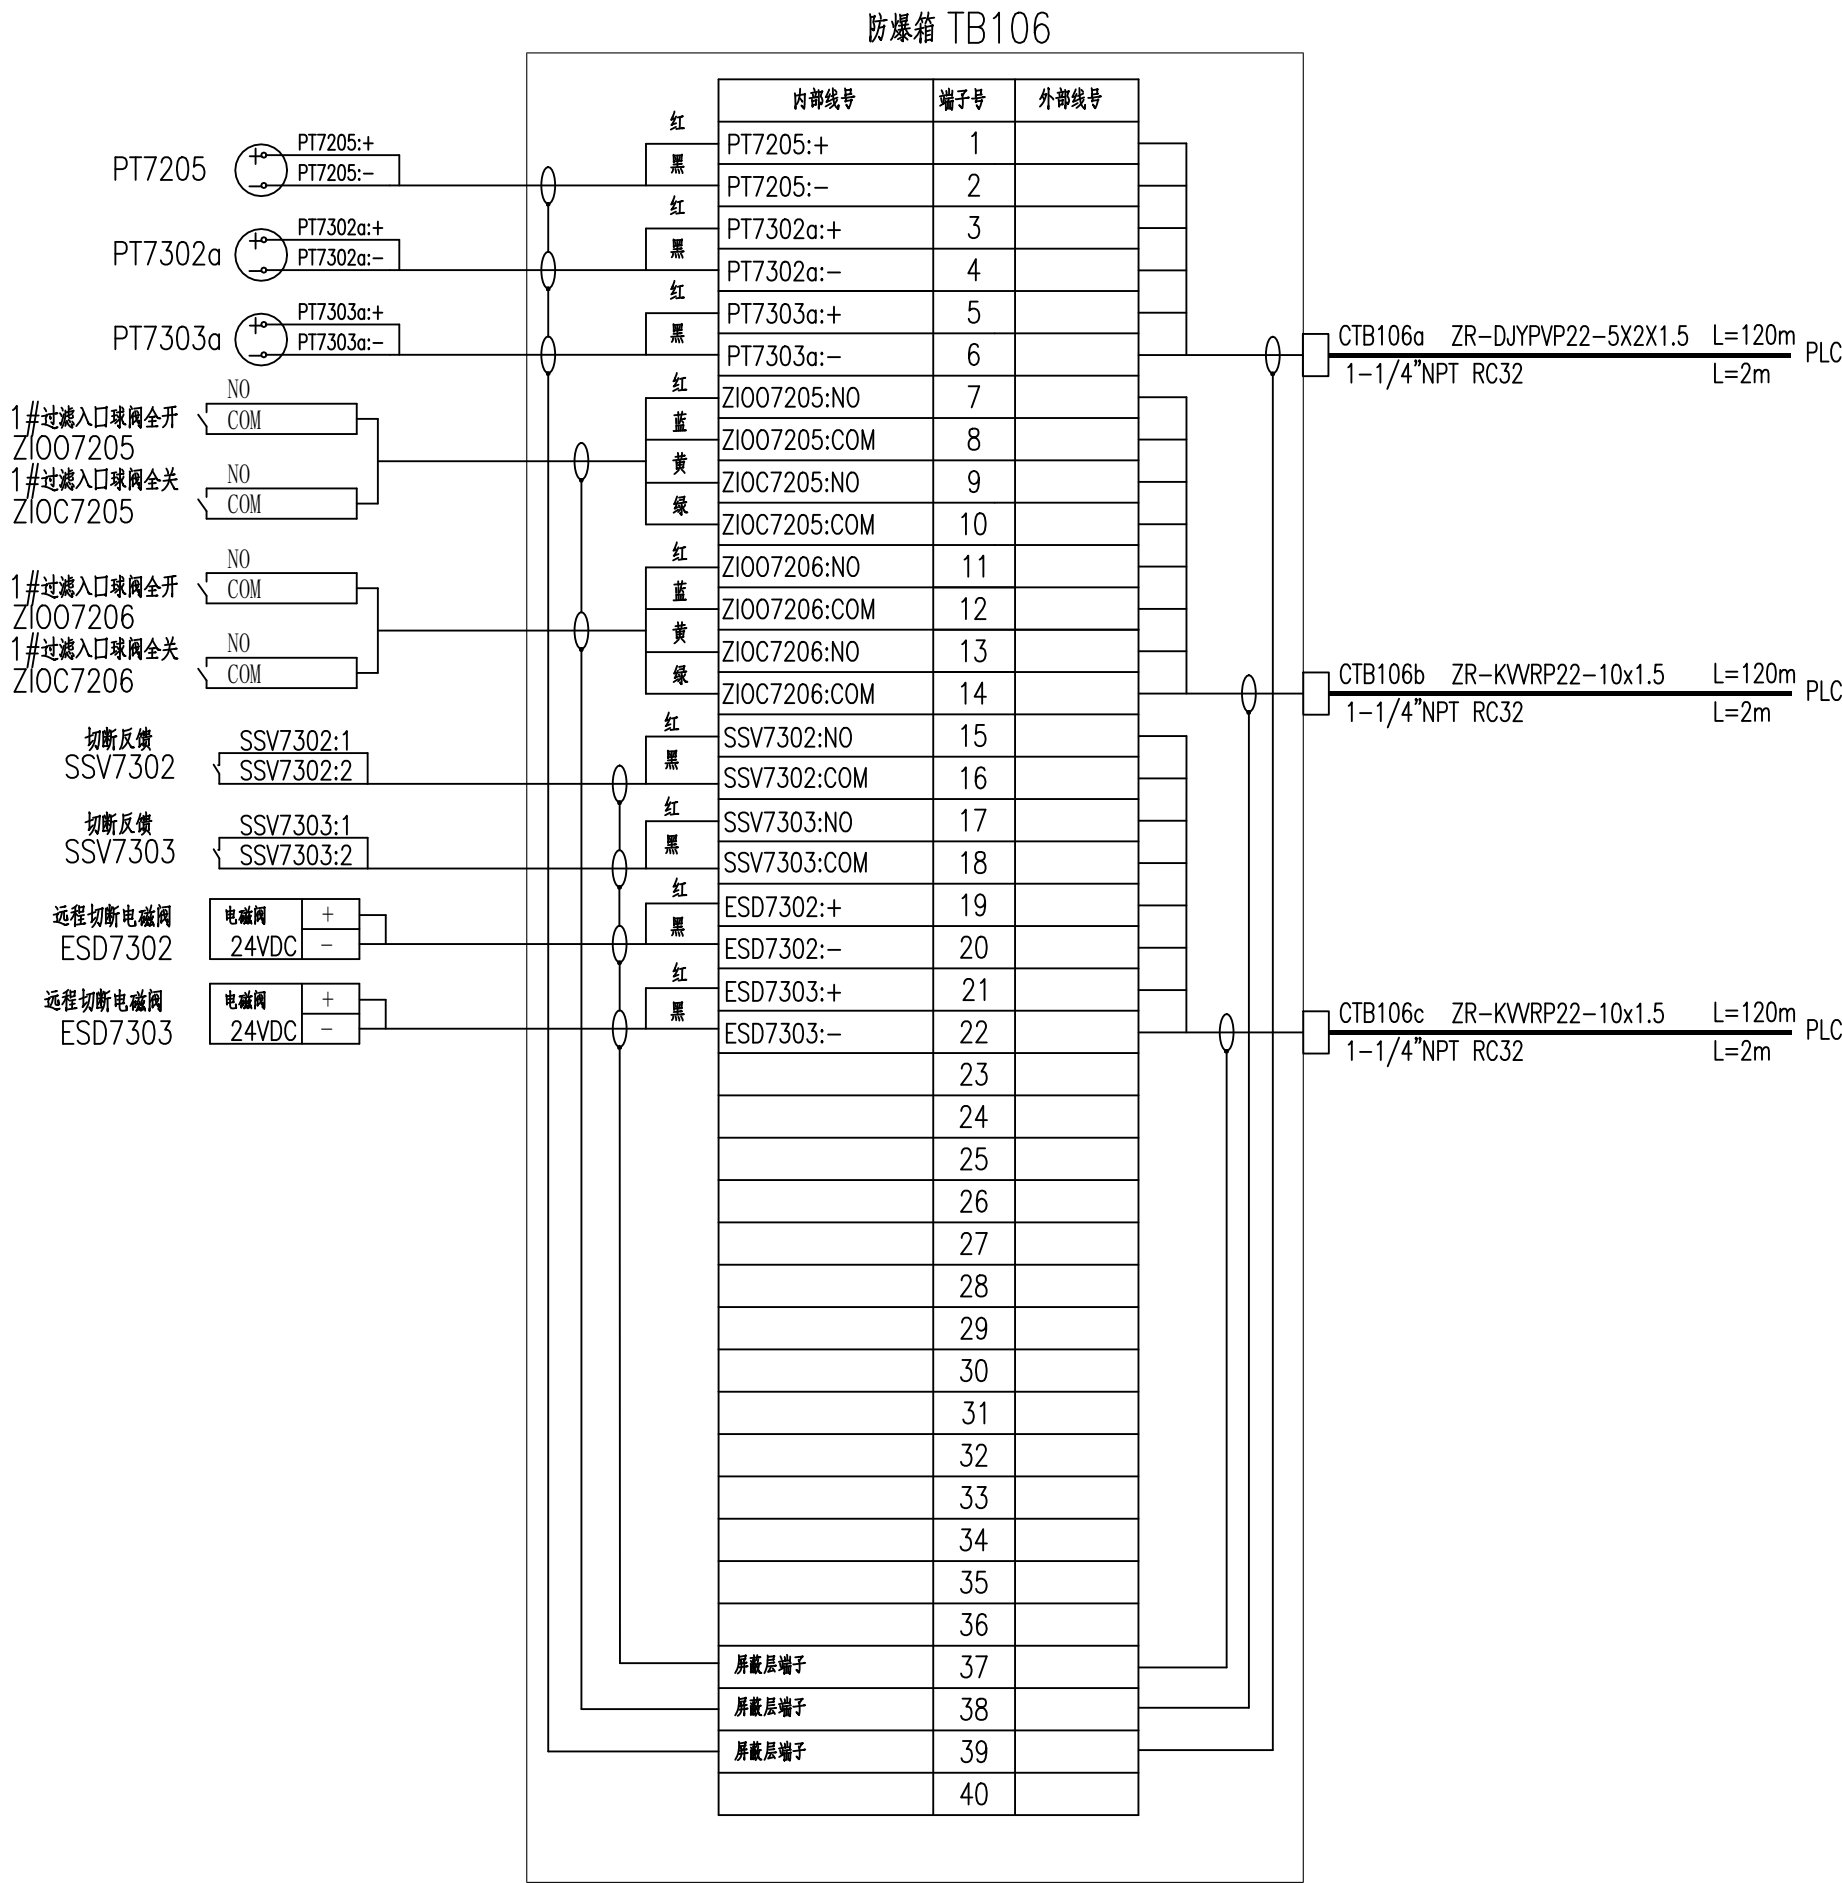 防爆箱 TB106
内部线号 端子号 外部线号
PT7205
PT7205:+
PT7205:-
红
黑
PT7205:+ 1
PT7205:- 2
PT7302a
PT7302a:+
PT7302a:-
红
黑
PT7302a:+ 3
PT7302a:- 4
PT7303a
PT7303a:+
PT7303a:-
红
黑
PT7303a:+ 5
PT7303a:- 6
CTB106a ZR-DJYPVP22-5X2X1.5 L=120m
1-1/4"NPT RC32 L=2m
PLC
1#过滤入口球阀全开
ZIOO7205
NO
COM
1#过滤入口球阀全关
ZIOC7205
NO
COM
红
蓝
黄
绿
ZIOO7205:NO 7
ZIOO7205:COM 8
ZIOC7205:NO 9
ZIOC7205:COM 10
1#过滤入口球阀全开
ZIOO7206
NO
COM
1#过滤入口球阀全关
ZIOC7206
NO
COM
红
蓝
黄
绿
ZIOO7206:NO 11
ZIOO7206:COM 12
ZIOC7206:NO 13
ZIOC7206:COM 14
CTB106b ZR-KVVRP22-10x1.5 L=120m
1-1/4"NPT RC32 L=2m
PLC
切断反馈
SSV7302
SSV7302:1
SSV7302:2
红
黑
SSV7302:NO 15
SSV7302:COM 16
切断反馈
SSV7303
SSV7303:1
SSV7303:2
红
黑
SSV7303:NO 17
SSV7303:COM 18
远程切断电磁阀
ESD7302
电磁阀 +
24VDC -
红
黑
ESD7302:+ 19
ESD7302:- 20
远程切断电磁阀
ESD7303
电磁阀 +
24VDC -
红
黑
ESD7303:+ 21
ESD7303:- 22
CTB106c ZR-KVVRP22-10x1.5 L=120m
1-1/4"NPT RC32 L=2m
PLC
23
24
25
26
27
28
29
30
31
32
33
34
35
36
屏蔽层端子 37
屏蔽层端子 38
屏蔽层端子 39
40